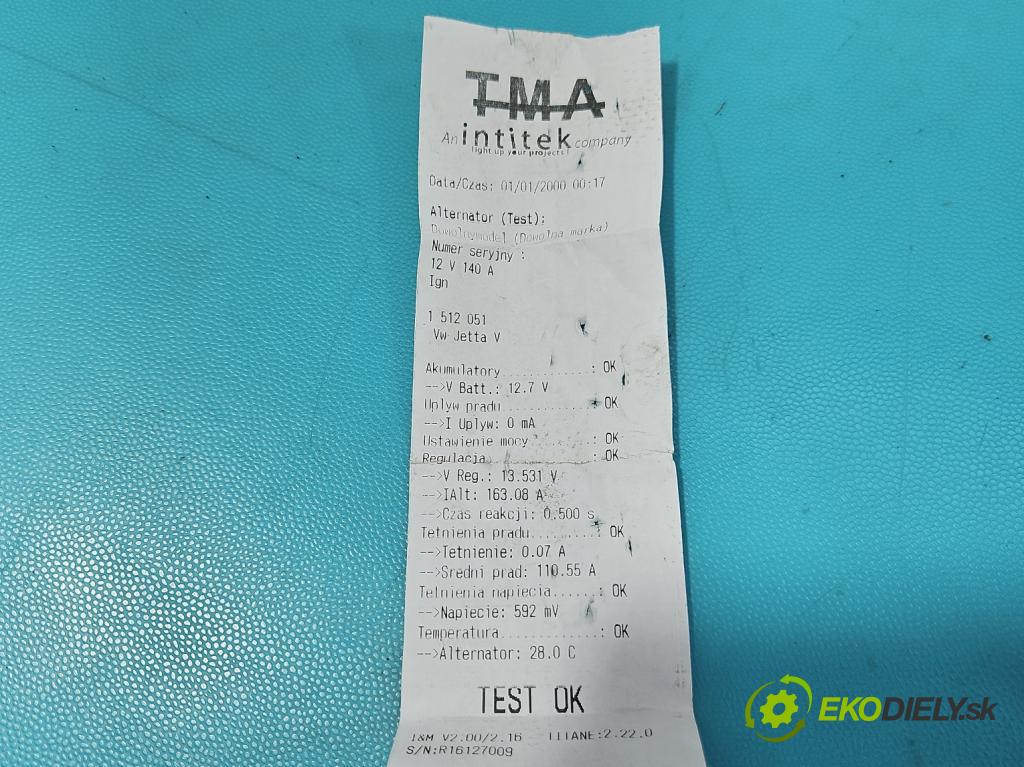 TMA
An intitek company
light up your projects!
Data/Czas: 01/01/2000 00:17
Alternator (Test):
Dowolnymodel (Dowolna marka)
Numer seryjny :
12 V 140 A
Ign
1 512 051
Vw Jetta V
Akumulatory.............: OK
-->V Batt.: 12.7 V
Uplyw pradu.............: OK
-->I Uplyw: 0 mA
Ustawienie mocy.........: OK
Regulacja...............: OK
-->V Reg.: 13.531 V
-->IAlt: 163.08 A
-->Czas reakcji: 0.500 s
Tetnienia pradu.........: OK
-->Tetnienie: 0.07 A
-->Sredni prad: 110.55 A
Tetnienia napiecia......: OK
-->Napiecie: 592 mV
Temperatura.............: OK
-->Alternator: 28.0 C
TEST OK
I&M V2.00/2.16 ILIANE:2.22.0
S/N:R16127009
EKODIELY.sk